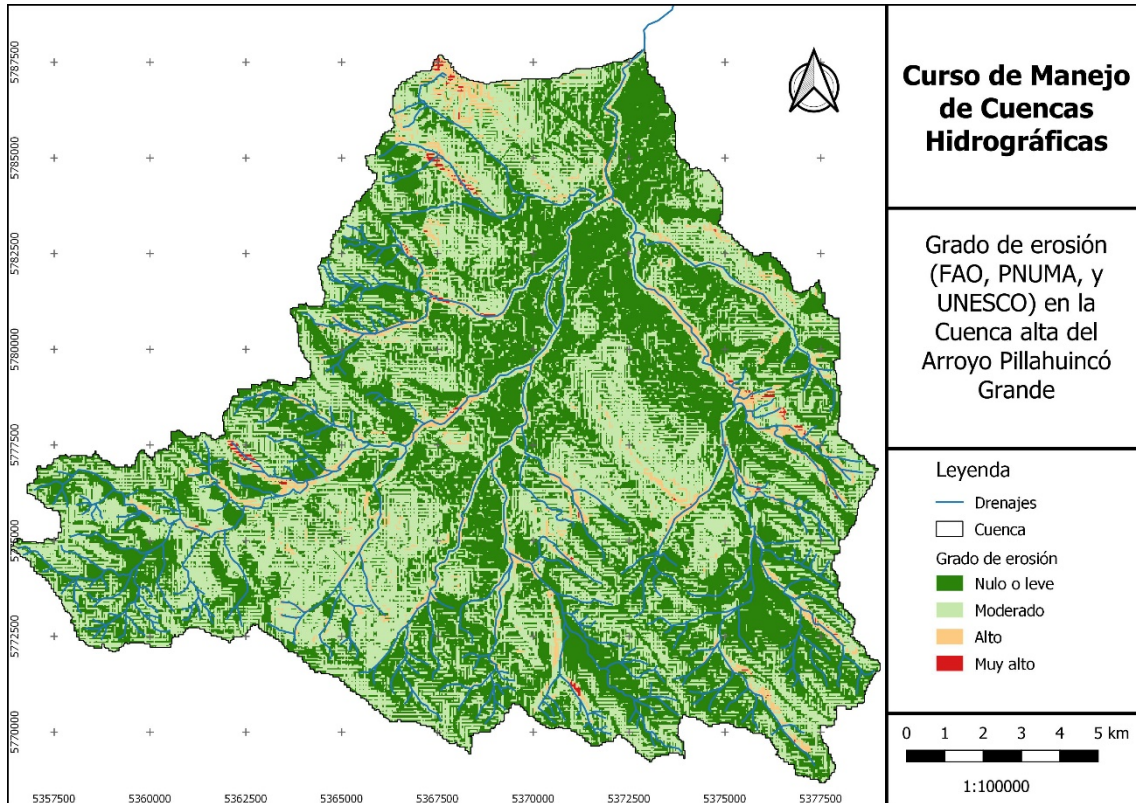 Curso de Manejo
de Cuencas
Hidrográficas
Grado de erosión
(FAO, PNUMA, y
UNESCO) en la
Cuenca alta del
Arroyo Pillahuincó
Grande
Leyenda
Drenajes
Cuenca
Grado de erosión
Nulo o leve
Moderado
Alto
Muy alto
0 1 2 3 4 5 km
1:100000
5787500
5785000
5782500
5780000
5777500
5775000
5772500
5770000
5357500 5360000 5362500 5365000 5367500 5370000 5372500 5375000 5377500